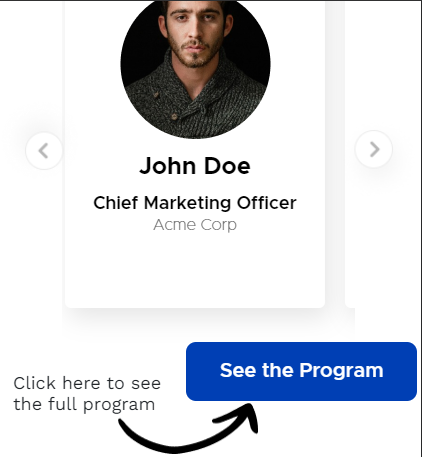 John Doe
Chief Marketing Officer
Acme Corp
See the Program
Click here to see
the full program